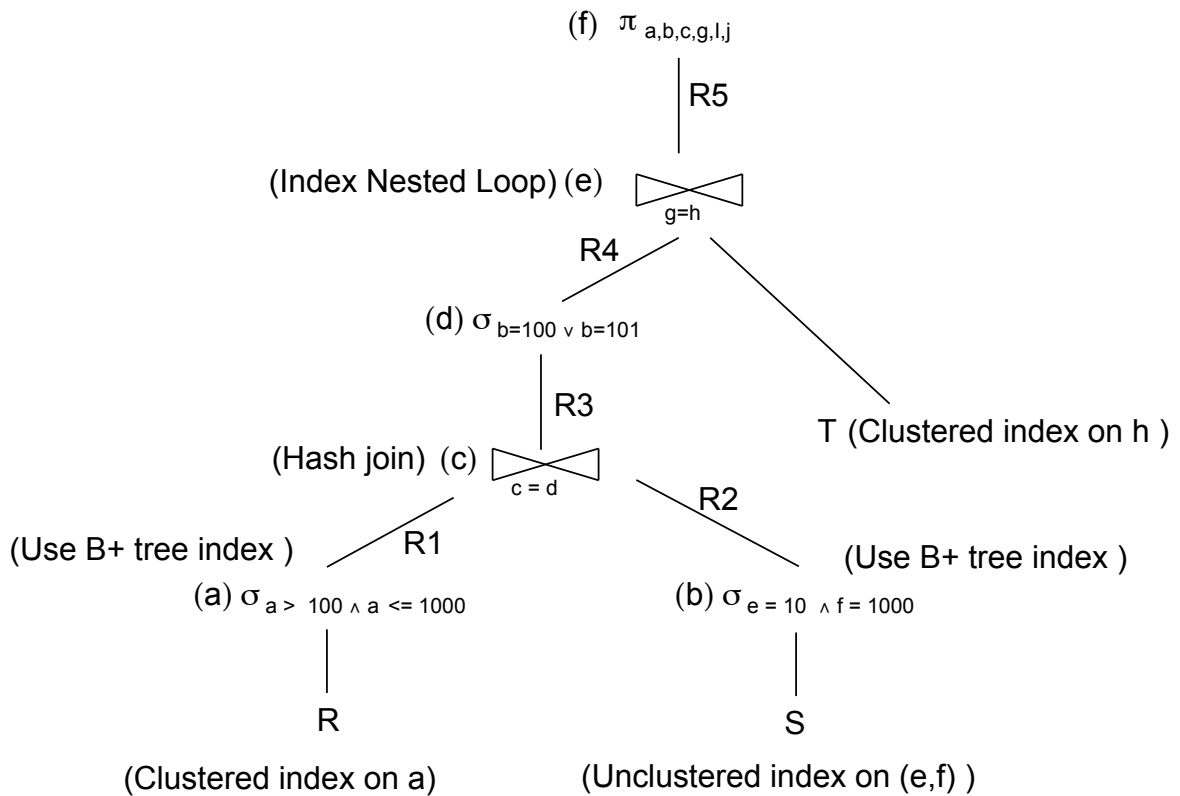 (f) π a,b,c,g,I,j
R5
(Index Nested Loop) (e)
g=h
R4
(d) σ b=100 ∨ b=101
R3
T (Clustered index on h )
(Hash join) (c)
c = d
R2
R1
(Use B+ tree index )
(Use B+ tree index )
(a) σ a > 100 ∧ a <= 1000
(b) σ e = 10 ∧ f = 1000
R
S
(Clustered index on a)
(Unclustered index on (e,f) )